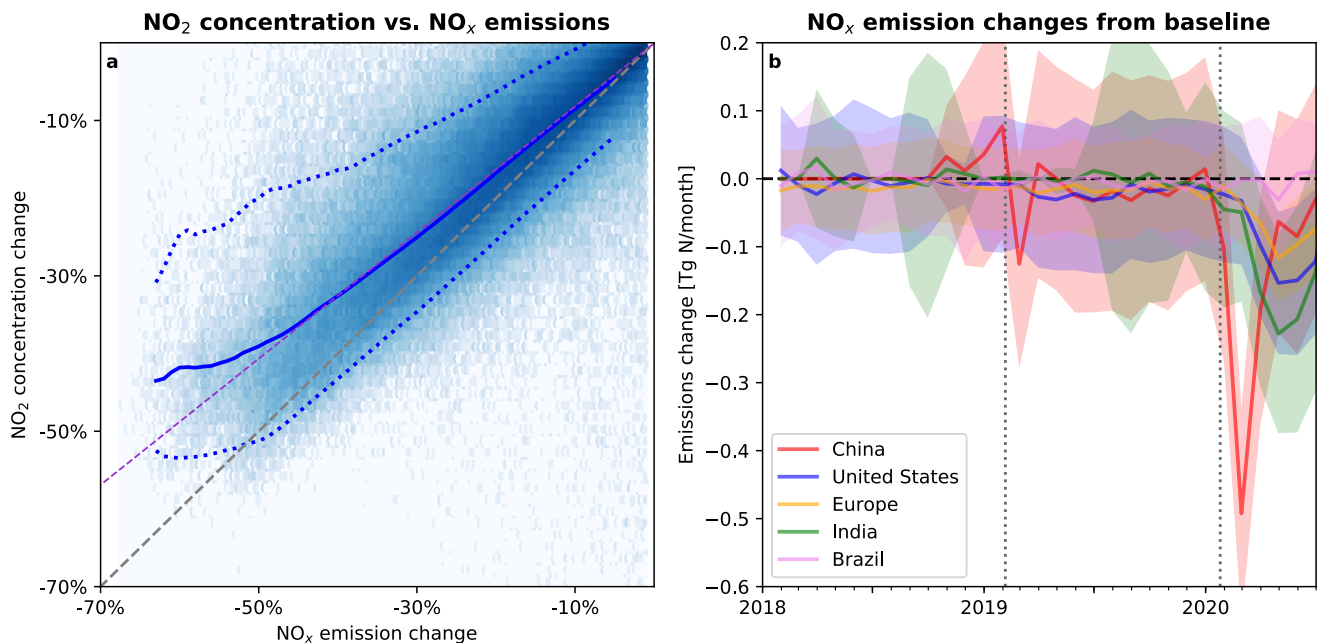 NO₂ concentration vs. NOₓ emissions
a
-10%
-30%
-50%
-70%
NO₂ concentration change
-70%
-50%
-30%
-10%
NOₓ emission change
NOₓ emission changes from baseline
b
0.2
0.1
0.0
−0.1
−0.2
−0.3
−0.4
−0.5
−0.6
Emissions change [Tg N/month]
China
United States
Europe
India
Brazil
2018
2019
2020